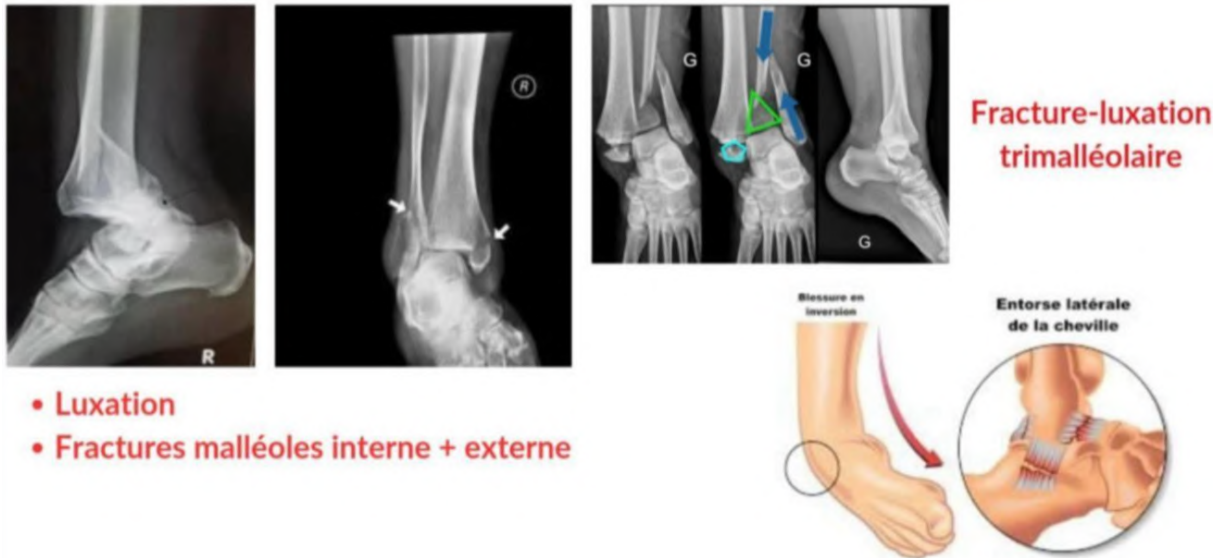 R
R
G
G
G
Fracture-luxation
trimalléolaire
• Luxation
• Fractures malléoles interne + externe
Blessure en
inversion
Entorse latérale
de la cheville